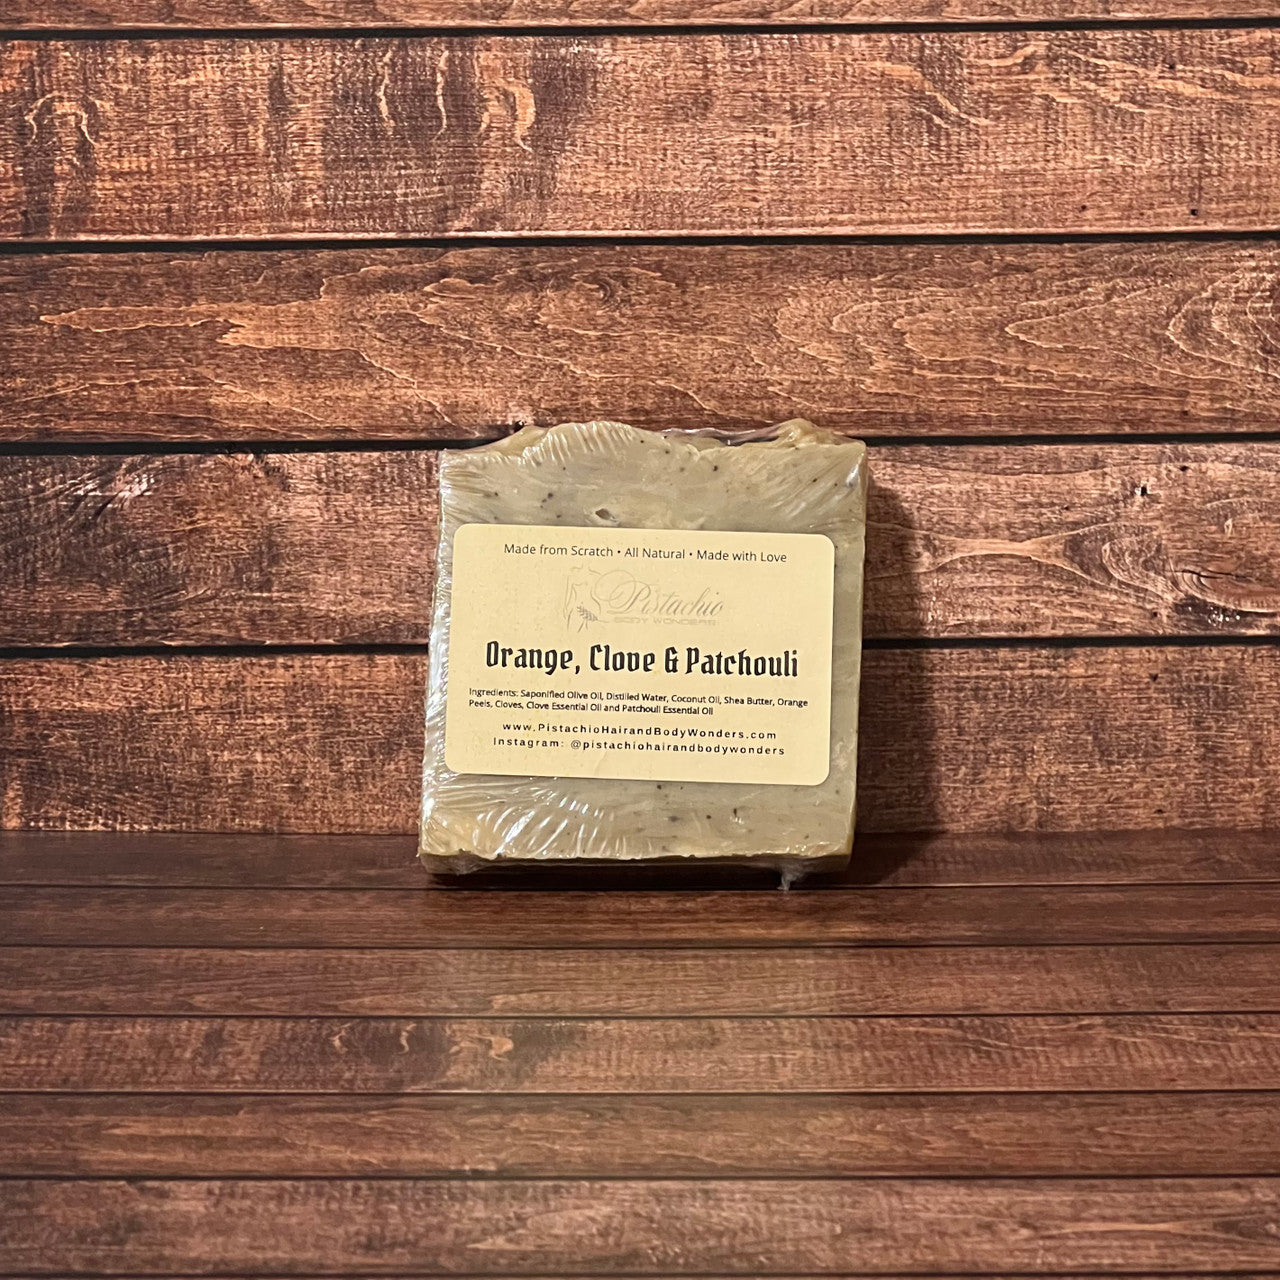 Made from Scratch • All Natural • Made with Love
Pistachio
BODY WONDERS
Orange, Clove & Patchouli
Ingredients: Saponified Olive Oil, Distilled Water, Coconut Oil, Shea Butter, Orange
Peels, Cloves, Clove Essential Oil and Patchouli Essential Oil
www.PistachioHairandBodyWonders.com
Instagram: @pistachiohairandbodywonders